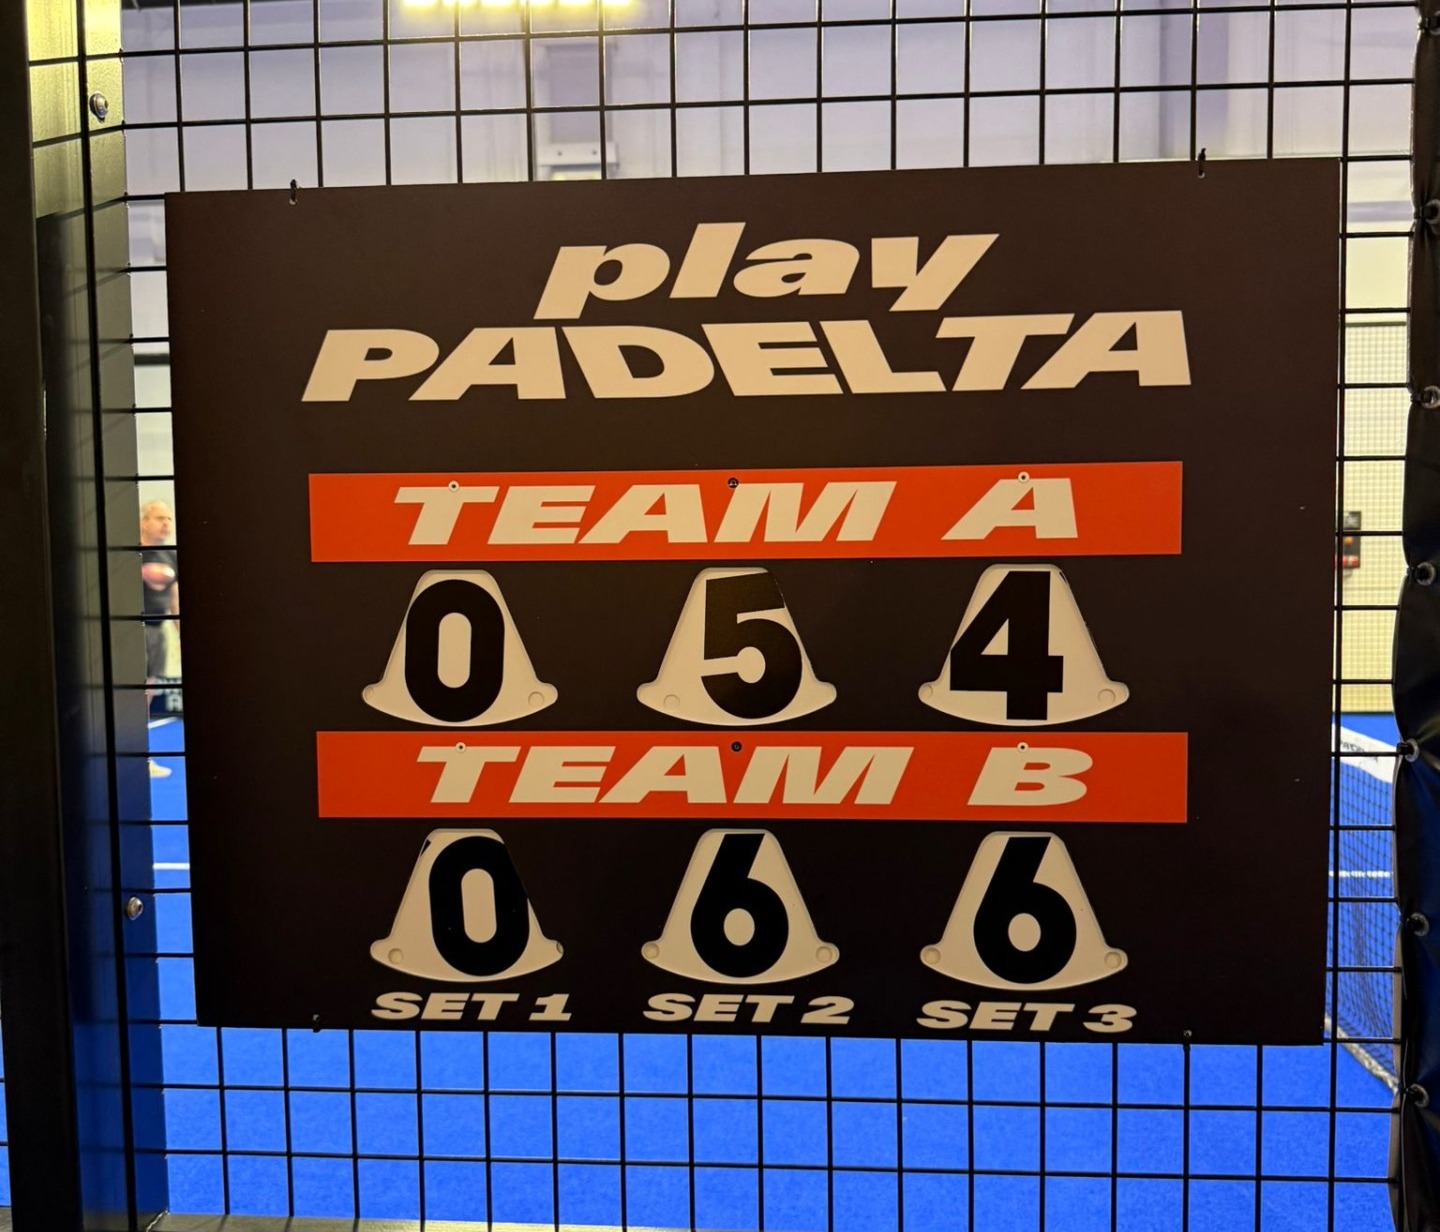 play
PADELTA
TEAM A
0 5 4
TEAM B
0 6 6
SET 1 SET 2 SET 3